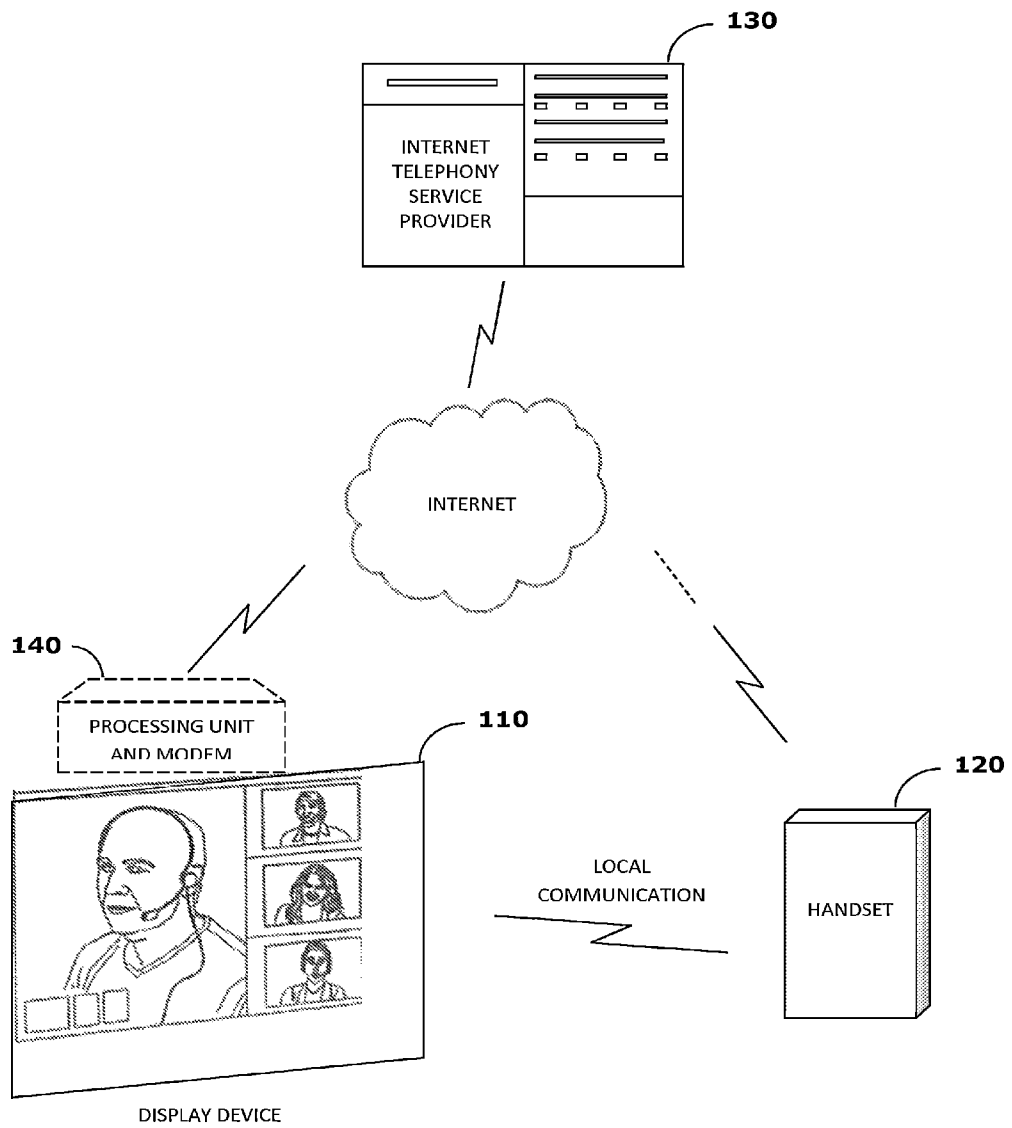 130
INTERNET
TELEPHONY
SERVICE
PROVIDER
INTERNET
140
PROCESSING UNIT
AND MODEM
110
120
LOCAL
COMMUNICATION
HANDSET
DISPLAY DEVICE